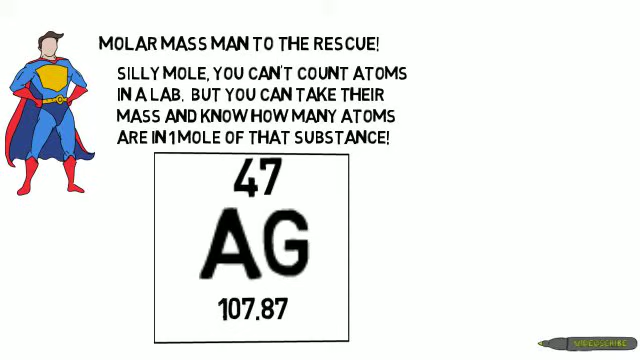 MOLAR MASS MAN TO THE RESCUE!
SILLY MOLE, YOU CAN'T COUNT ATOMS
IN A LAB. BUT YOU CAN TAKE THEIR
MASS AND KNOW HOW MANY ATOMS
ARE IN 1 MOLE OF THAT SUBSTANCE!
47
AG
107.87
VIDEOSCRIBE